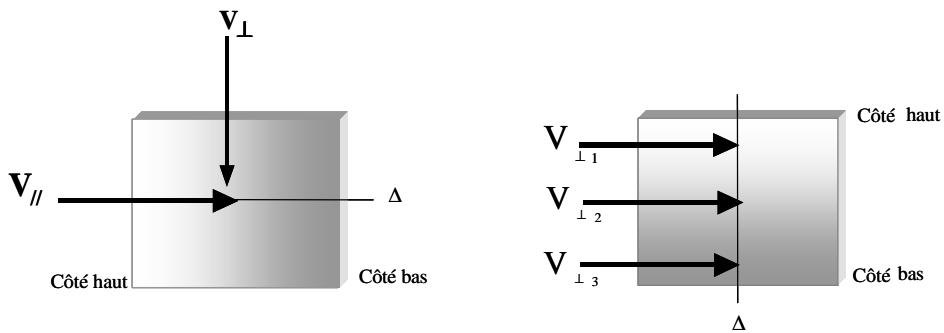 V⊥
V//
Δ
Côté haut
Côté bas
Côté haut
V⊥1
V⊥2
V⊥3
Côté bas
Δ